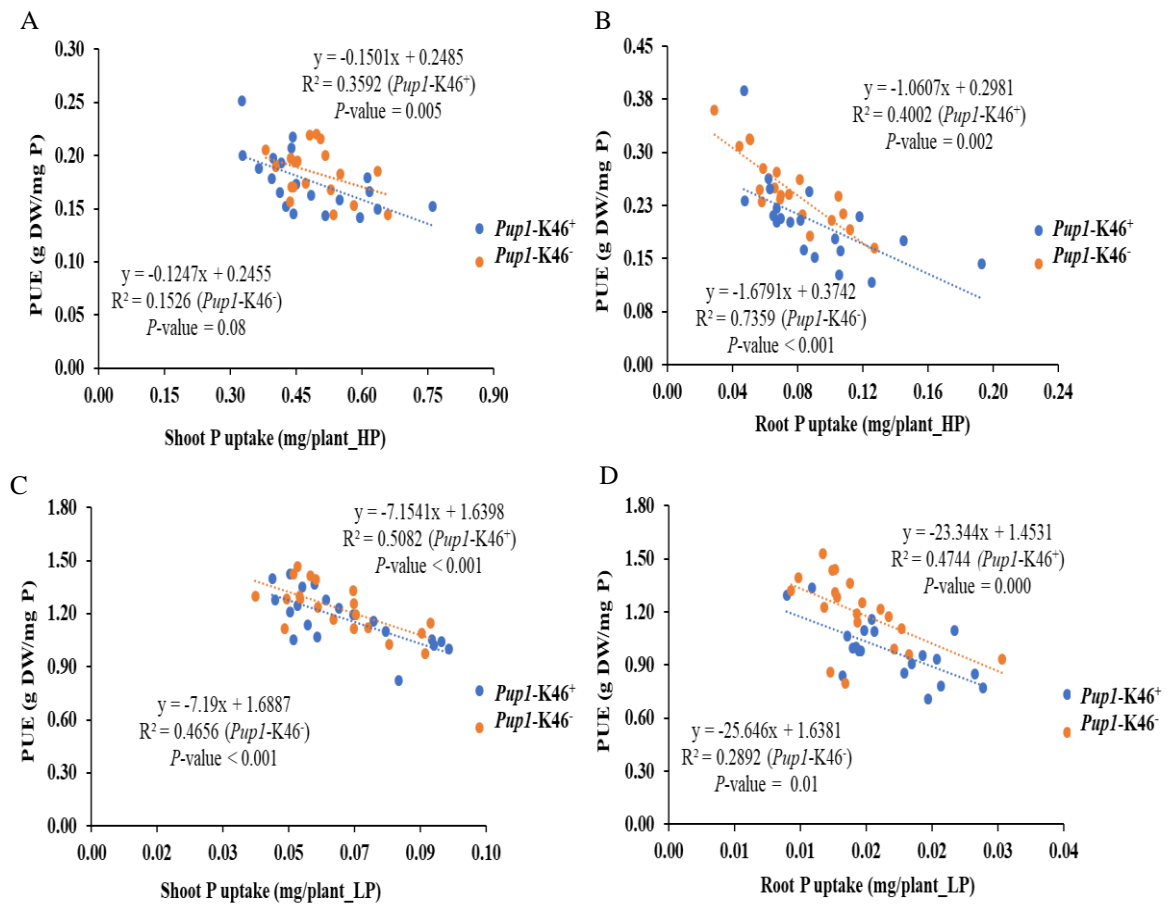 A
y = -0.1501x + 0.2485
R² = 0.3592 (Pup1-K46⁺)
P-value = 0.005
PUE (g DW/mg P)
0.30
0.25
0.20
0.15
0.10
0.05
0.00
y = -0.1247x + 0.2455
R² = 0.1526 (Pup1-K46⁻)
P-value = 0.08
Pup1-K46⁺
Pup1-K46⁻
0.00 0.15 0.30 0.45 0.60 0.75 0.90
Shoot P uptake (mg/plant_HP)
B
y = -1.0607x + 0.2981
R² = 0.4002 (Pup1-K46⁺)
P-value = 0.002
PUE (g DW/mg P)
0.45
0.38
0.30
0.23
0.15
0.08
0.00
y = -1.6791x + 0.3742
R² = 0.7359 (Pup1-K46⁻)
P-value < 0.001
Pup1-K46⁺
Pup1-K46⁻
0.00 0.04 0.08 0.12 0.16 0.20 0.24
Root P uptake (mg/plant_HP)
C
y = -7.1541x + 1.6398
R² = 0.5082 (Pup1-K46⁺)
P-value < 0.001
PUE (g DW/mg P)
1.80
1.50
1.20
0.90
0.60
0.30
0.00
y = -7.19x + 1.6887
R² = 0.4656 (Pup1-K46⁻)
P-value < 0.001
Pup1-K46⁺
Pup1-K46⁻
0.00 0.02 0.03 0.05 0.07 0.08 0.10
Shoot P uptake (mg/plant_LP)
D
y = -23.344x + 1.4531
R² = 0.4744 (Pup1-K46⁺)
P-value = 0.000
PUE (g DW/mg P)
1.80
1.50
1.20
0.90
0.60
0.30
0.00
y = -25.646x + 1.6381
R² = 0.2892 (Pup1-K46⁻)
P-value = 0.01
Pup1-K46⁺
Pup1-K46⁻
0.00 0.01 0.01 0.02 0.02 0.03 0.04
Root P uptake (mg/plant_LP)